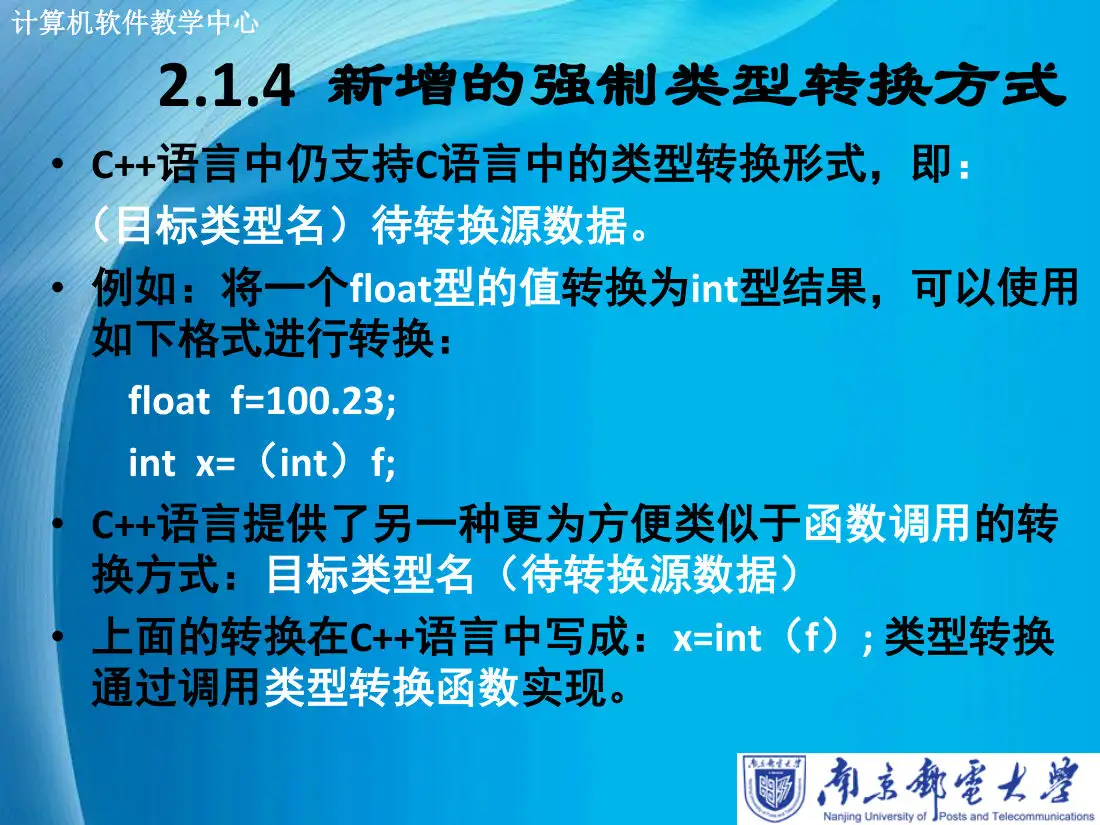 计算机软件教学中心
2.1.4 新增的强制类型转换方式
• C++语言中仍支持C语言中的类型转换形式，即：
（目标类型名）待转换源数据。
• 例如：将一个float型的值转换为int型结果，可以使用
如下格式进行转换：
float f=100.23;
int x=（int）f;
• C++语言提供了另一种更为方便类似于函数调用的转
换方式：目标类型名（待转换源数据）
• 上面的转换在C++语言中写成：x=int（f）; 类型转换
通过调用类型转换函数实现。
南京郵電大學
Nanjing University of Posts and Telecommunications